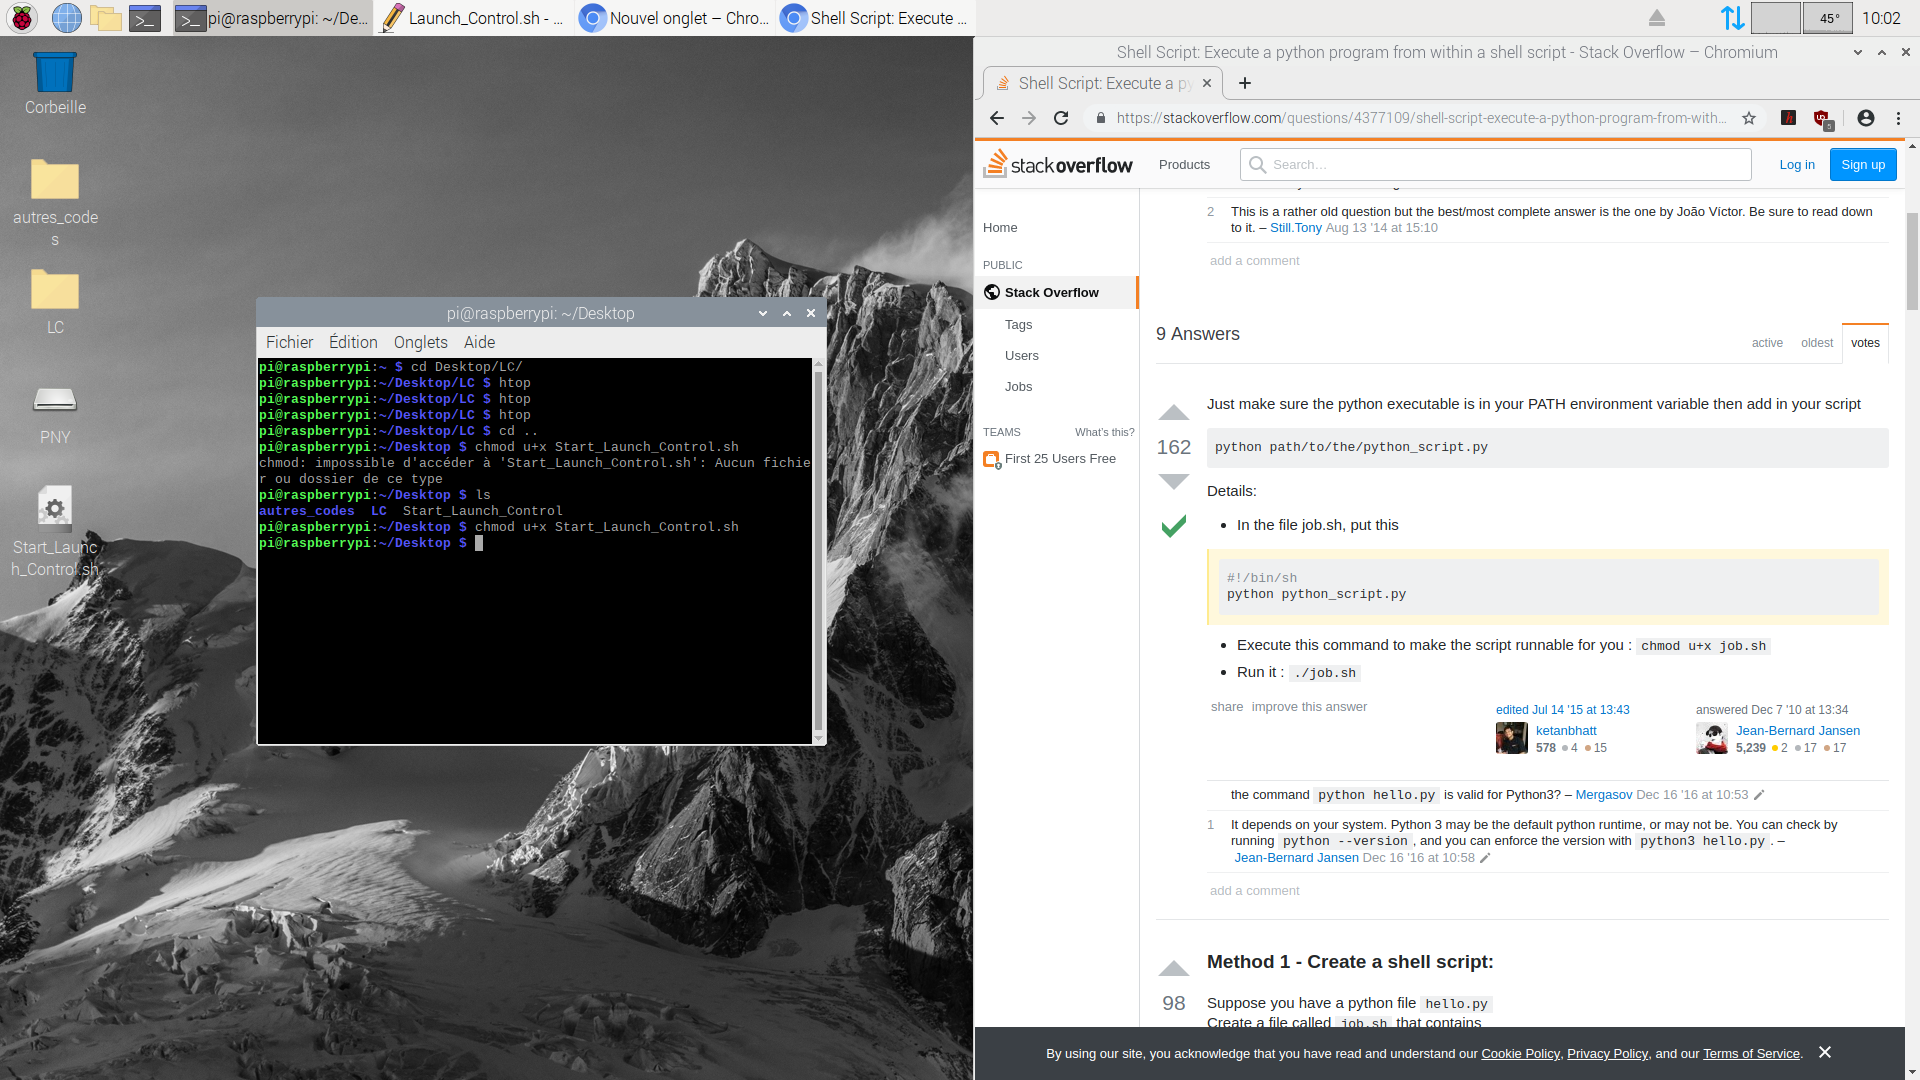 pi@raspberrypi: ~/De...
Launch_Control.sh - ...
Nouvel onglet – Chro...
Shell Script: Execute ...
45°
10:02
Corbeille
autres_code
s
LC
PNY
Start_Launc
h_Control.sh
pi@raspberrypi: ~/Desktop
Fichier Édition Onglets Aide
pi@raspberrypi:~ $ cd Desktop/LC/
pi@raspberrypi:~/Desktop/LC $ htop
pi@raspberrypi:~/Desktop/LC $ htop
pi@raspberrypi:~/Desktop/LC $ htop
pi@raspberrypi:~/Desktop/LC $ cd ..
pi@raspberrypi:~/Desktop $ chmod u+x Start_Launch_Control.sh
chmod: impossible d'accéder à 'Start_Launch_Control.sh': Aucun fichie
r ou dossier de ce type
pi@raspberrypi:~/Desktop $ ls
autres_codes LC Start_Launch_Control
pi@raspberrypi:~/Desktop $ chmod u+x Start_Launch_Control.sh
pi@raspberrypi:~/Desktop $
Shell Script: Execute a python program from within a shell script - Stack Overflow – Chromium
Shell Script: Execute a py
https://stackoverflow.com/questions/4377109/shell-script-execute-a-python-program-from-with...
stackoverflow
Products
Search...
Log in
Sign up
Home
PUBLIC
Stack Overflow
Tags
Users
Jobs
TEAMS What's this?
First 25 Users Free
2 This is a rather old question but the best/most complete answer is the one by João Víctor. Be sure to read down
to it. – Still.Tony Aug 13 '14 at 15:10
add a comment
9 Answers
active oldest votes
Just make sure the python executable is in your PATH environment variable then add in your script
162
python path/to/the/python_script.py
Details:
• In the file job.sh, put this
#!/bin/sh
python python_script.py
• Execute this command to make the script runnable for you : chmod u+x job.sh
• Run it : ./job.sh
share improve this answer
edited Jul 14 '15 at 13:43
ketanbhatt
578 ●4 ●15
answered Dec 7 '10 at 13:34
Jean-Bernard Jansen
5,239 ●2 ●17 ●17
the command python hello.py is valid for Python3? – Mergasov Dec 16 '16 at 10:53
1 It depends on your system. Python 3 may be the default python runtime, or may not be. You can check by
running python --version, and you can enforce the version with python3 hello.py. –
Jean-Bernard Jansen Dec 16 '16 at 10:58
add a comment
Method 1 - Create a shell script:
98
Suppose you have a python file hello.py
Create a file called job.sh that contains
By using our site, you acknowledge that you have read and understand our Cookie Policy, Privacy Policy, and our Terms of Service.